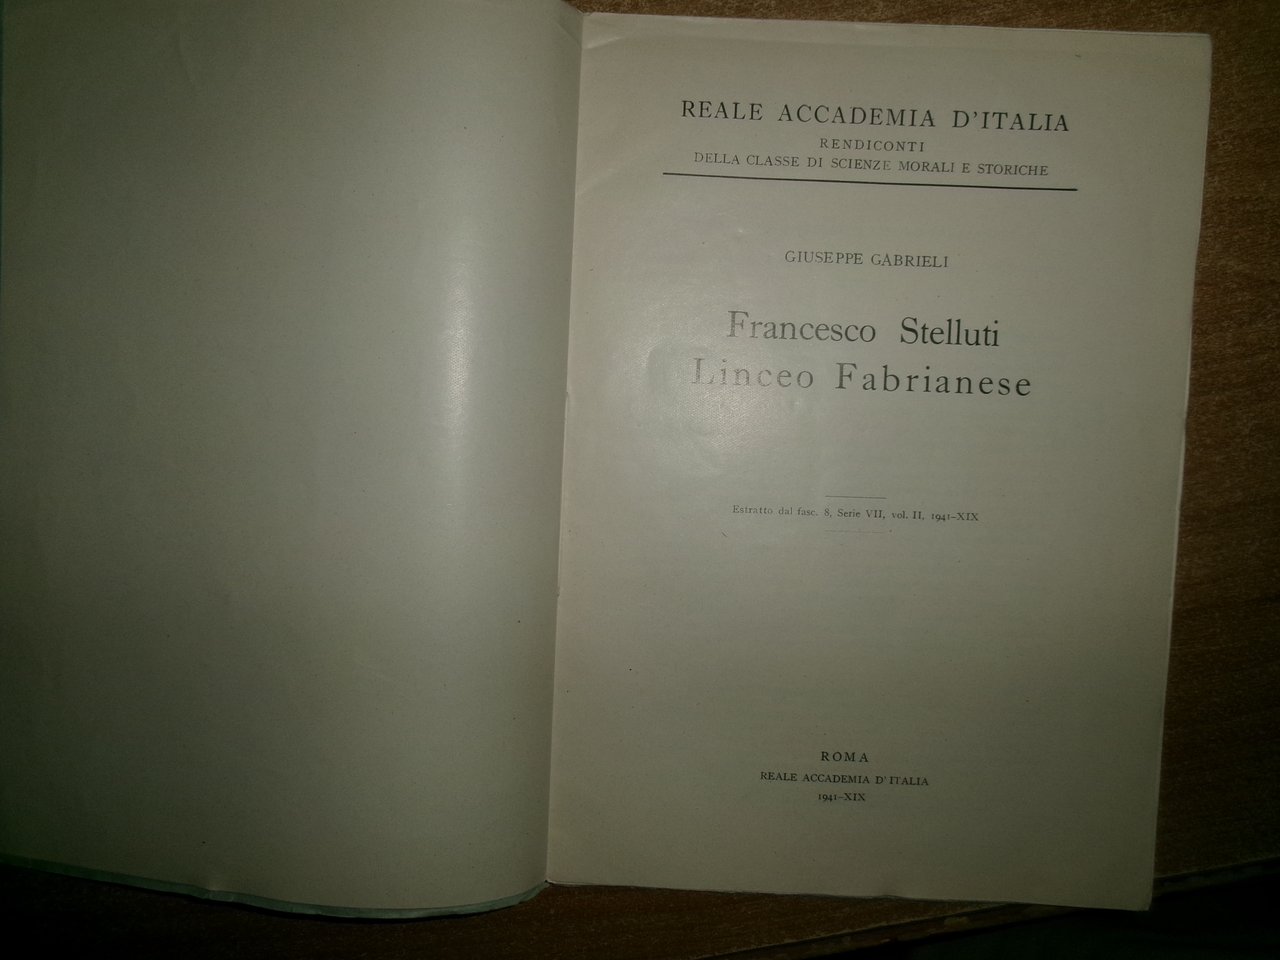 REALE ACCADEMIA D'ITALIA
RENDICONTI
DELLA CLASSE DI SCIENZE MORALI E STORICHE
GIUSEPPE GABRIELI
Francesco Stelluti
Linceo Fabrianese
Estratto dal fasc. 8, Serie VII, vol. II, 1941-XIX
ROMA
REALE ACCADEMIA D'ITALIA
1941-XIX